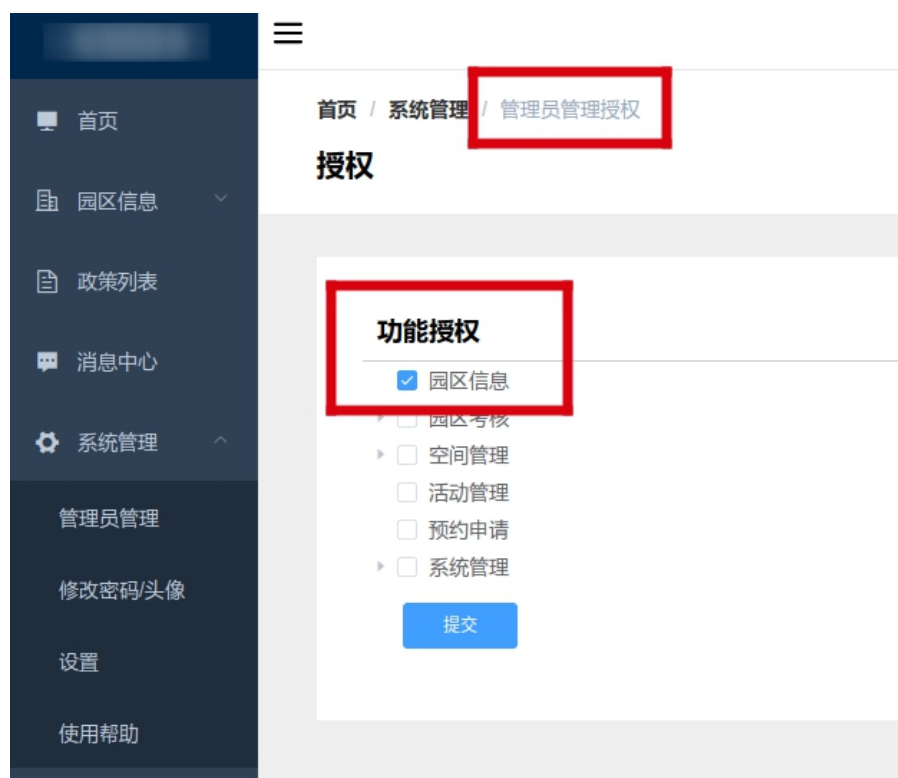 首页
园区信息
政策列表
消息中心
系统管理
管理员管理
修改密码/头像
设置
使用帮助
首页 / 系统管理 / 管理员管理授权
授权
功能授权
园区信息
园区考核
空间管理
活动管理
预约申请
系统管理
提交